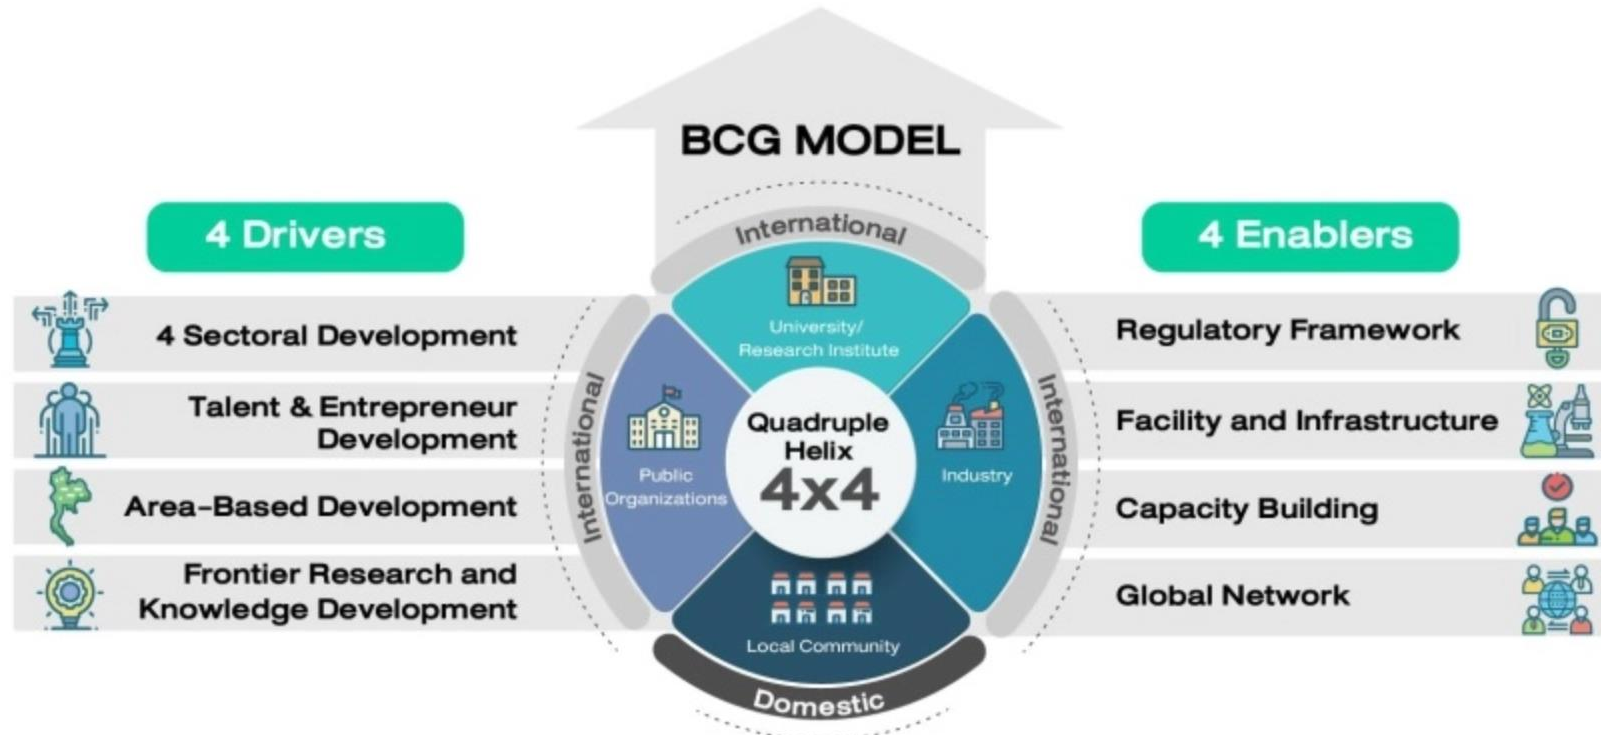 BCG MODEL
4 Drivers
4 Sectoral Development
Talent & Entrepreneur
Development
Area-Based Development
Frontier Research and
Knowledge Development
International
University/
Research Institute
International
Public
Organizations
Quadruple
Helix
4x4
Industry
International
Local Community
Domestic
4 Enablers
Regulatory Framework
Facility and Infrastructure
Capacity Building
Global Network